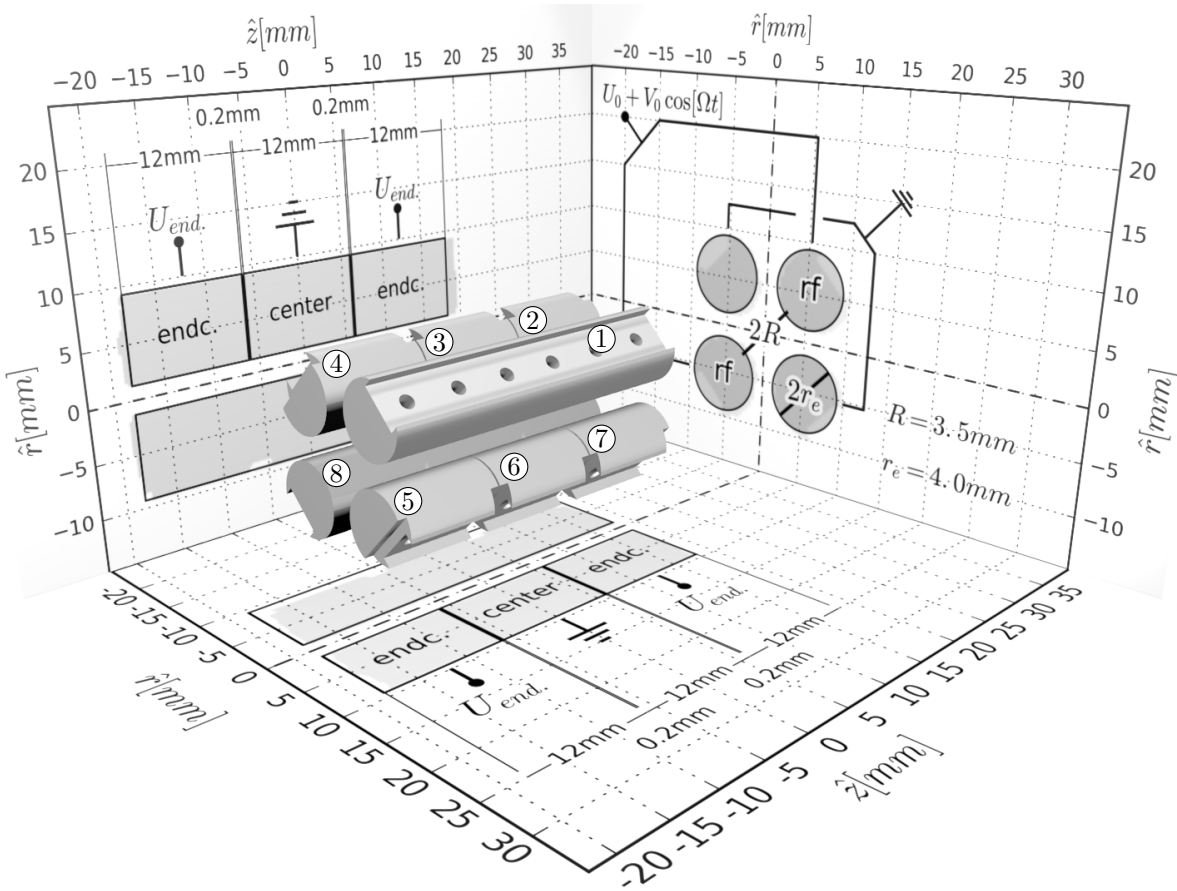 ẑ[mm]
−20 −15 −10 −5 0 5 10 15 20 25 30 35
r̂[mm]
−20 −15 −10 −5 0 5 10 15 20 25 30
0.2mm 0.2mm
12mm 12mm 12mm
U₀ + V₀ cos[Ωt]
20
15
10
5
0
−5
−10
r̂[mm]
U_end. U_end.
endc. center endc.
rf
2R
rf
2r_e
R = 3.5mm
r_e = 4.0mm
20
15
10
5
0
−5
−10
r̂[mm]
① ② ③ ④ ⑤ ⑥ ⑦ ⑧
endc. center endc.
U_end. U_end.
12mm 12mm 12mm
0.2mm 0.2mm
-20 -15 -10 -5 0 5 10 15 20 25 30
r̂[mm]
-20 -15 -10 -5 0 5 10 15 20 25 30 35
ẑ[mm]